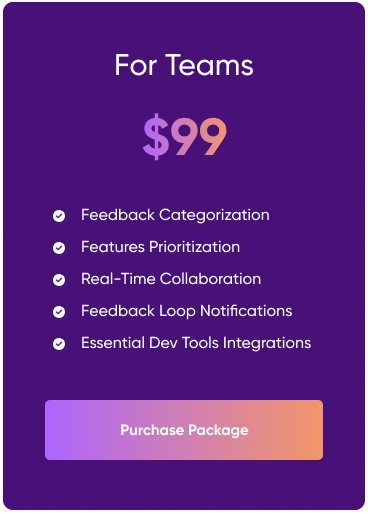 For Teams
$99
Feedback Categorization
Features Prioritization
Real-Time Collaboration
Feedback Loop Notifications
Essential Dev Tools Integrations
Purchase Package